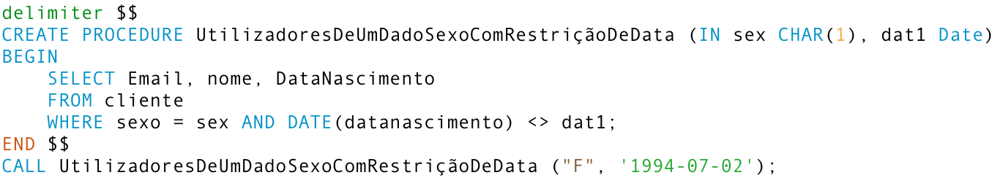 delimiter $$
CREATE PROCEDURE UtilizadoresDeUmDadoSexoComRestriçãoDeData (IN sex CHAR(1), dat1 Date)
BEGIN
    SELECT Email, nome, DataNascimento
    FROM cliente
    WHERE sexo = sex AND DATE(datanascimento) <> dat1;
END $$
CALL UtilizadoresDeUmDadoSexoComRestriçãoDeData ("F", '1994-07-02');